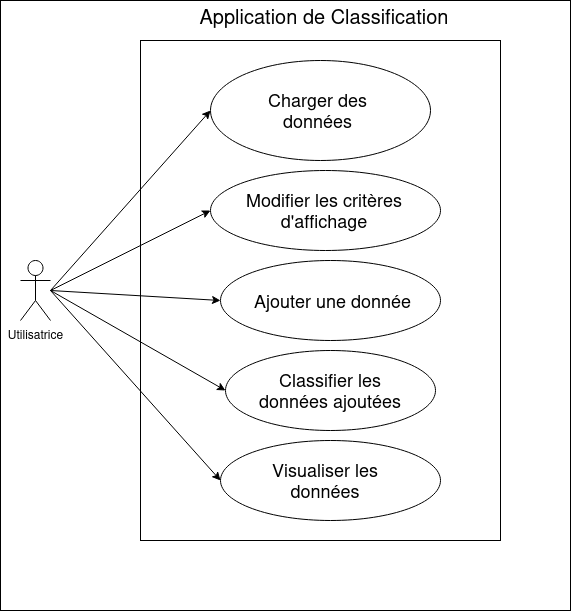 Application de Classification
Charger des
données
Modifier les critères
d'affichage
Ajouter une donnée
Utilisatrice
Classifier les
données ajoutées
Visualiser les
données